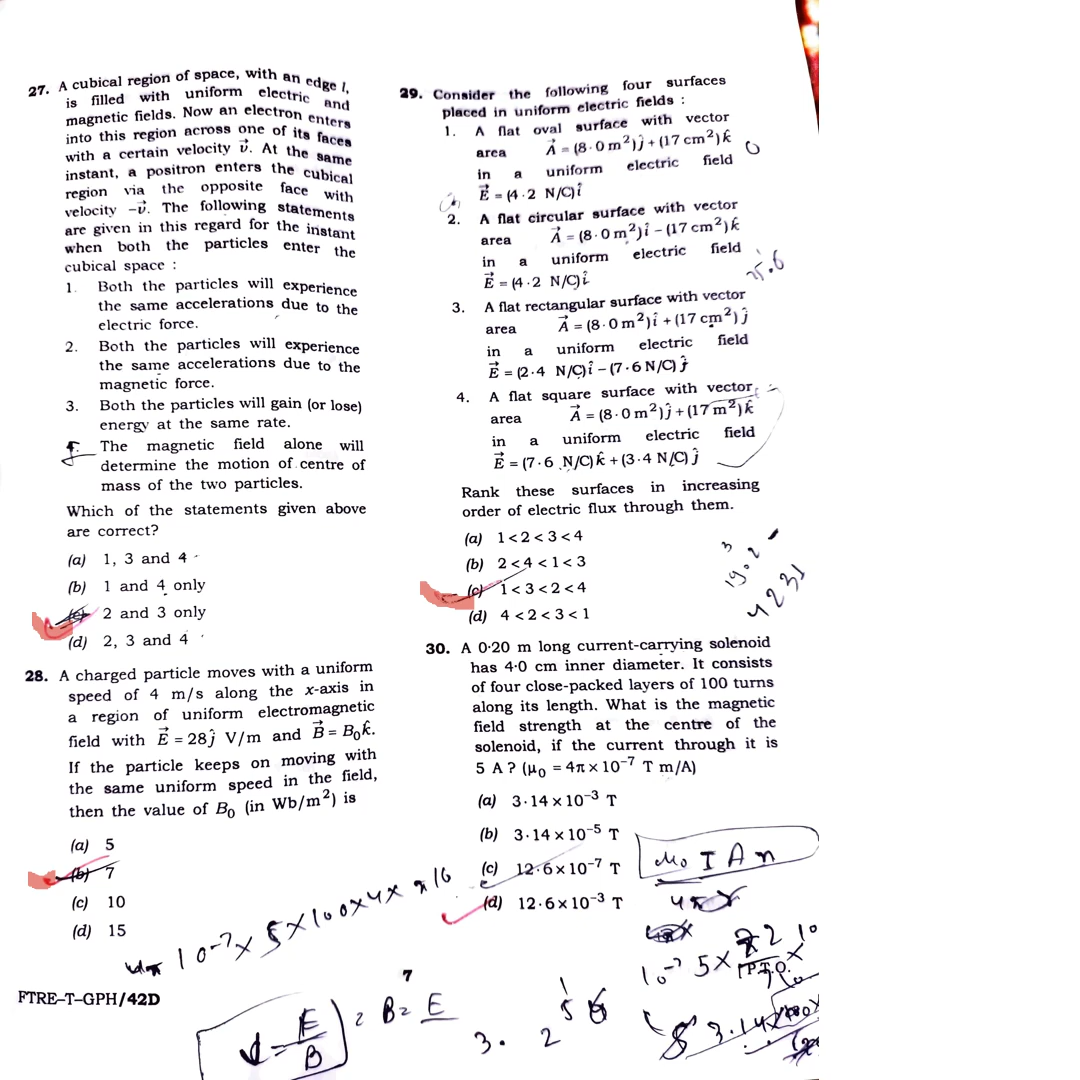 27. A cubical region of space, with an edge l,
is filled with uniform electric and
magnetic fields. Now an electron enters
into this region across one of its faces
with a certain velocity v⃗. At the same
instant, a positron enters the cubical
region via the opposite face with
velocity –v⃗. The following statements
are given in this regard for the instant
when both the particles enter the
cubical space :
1. Both the particles will experience
the same accelerations due to the
electric force.
2. Both the particles will experience
the same accelerations due to the
magnetic force.
3. Both the particles will gain (or lose)
energy at the same rate.
The magnetic field alone will
determine the motion of centre of
mass of the two particles.
Which of the statements given above
are correct?
(a) 1, 3 and 4
(b) 1 and 4 only
2 and 3 only
(d) 2, 3 and 4
28. A charged particle moves with a uniform
speed of 4 m/s along the x-axis in
a region of uniform electromagnetic
field with E⃗ = 28ĵ V/m and B⃗ = B₀k̂.
If the particle keeps on moving with
the same uniform speed in the field,
then the value of B₀ (in Wb/m²) is
(a) 5
(b) 7
(c) 10
(d) 15
29. Consider the following four surfaces
placed in uniform electric fields :
1. A flat oval surface with vector
area A⃗ = (8·0 m²)ĵ + (17 cm²)k̂
in a uniform electric field
E⃗ = (4·2 N/C)î
0
2. A flat circular surface with vector
area A⃗ = (8·0 m²)î – (17 cm²)k̂
in a uniform electric field
E⃗ = (4·2 N/C)î
3. A flat rectangular surface with vector
area A⃗ = (8·0 m²)î + (17 cm²)ĵ
in a uniform electric field
E⃗ = (2·4 N/C)î – (7·6 N/C)ĵ
4. A flat square surface with vector
area A⃗ = (8·0 m²)ĵ + (17 m²)k̂
in a uniform electric field
E⃗ = (7·6 N/C)k̂ + (3·4 N/C)ĵ
Rank these surfaces in increasing
order of electric flux through them.
(a) 1 < 2 < 3 < 4
(b) 2 < 4 < 1 < 3
(c) 1 < 3 < 2 < 4
(d) 4 < 2 < 3 < 1
3
19.2
4231
30. A 0·20 m long current-carrying solenoid
has 4·0 cm inner diameter. It consists
of four close-packed layers of 100 turns
along its length. What is the magnetic
field strength at the centre of the
solenoid, if the current through it is
5 A? (μ₀ = 4π × 10⁻⁷ T m/A)
(a) 3·14 × 10⁻³ T
(b) 3·14 × 10⁻⁵ T
(c) 12·6 × 10⁻⁷ T
(d) 12·6 × 10⁻³ T
4π 10⁻⁷ × 5 × 100 × 4 ×
[P.T.O.
7
FTRE–T–GPH/42D